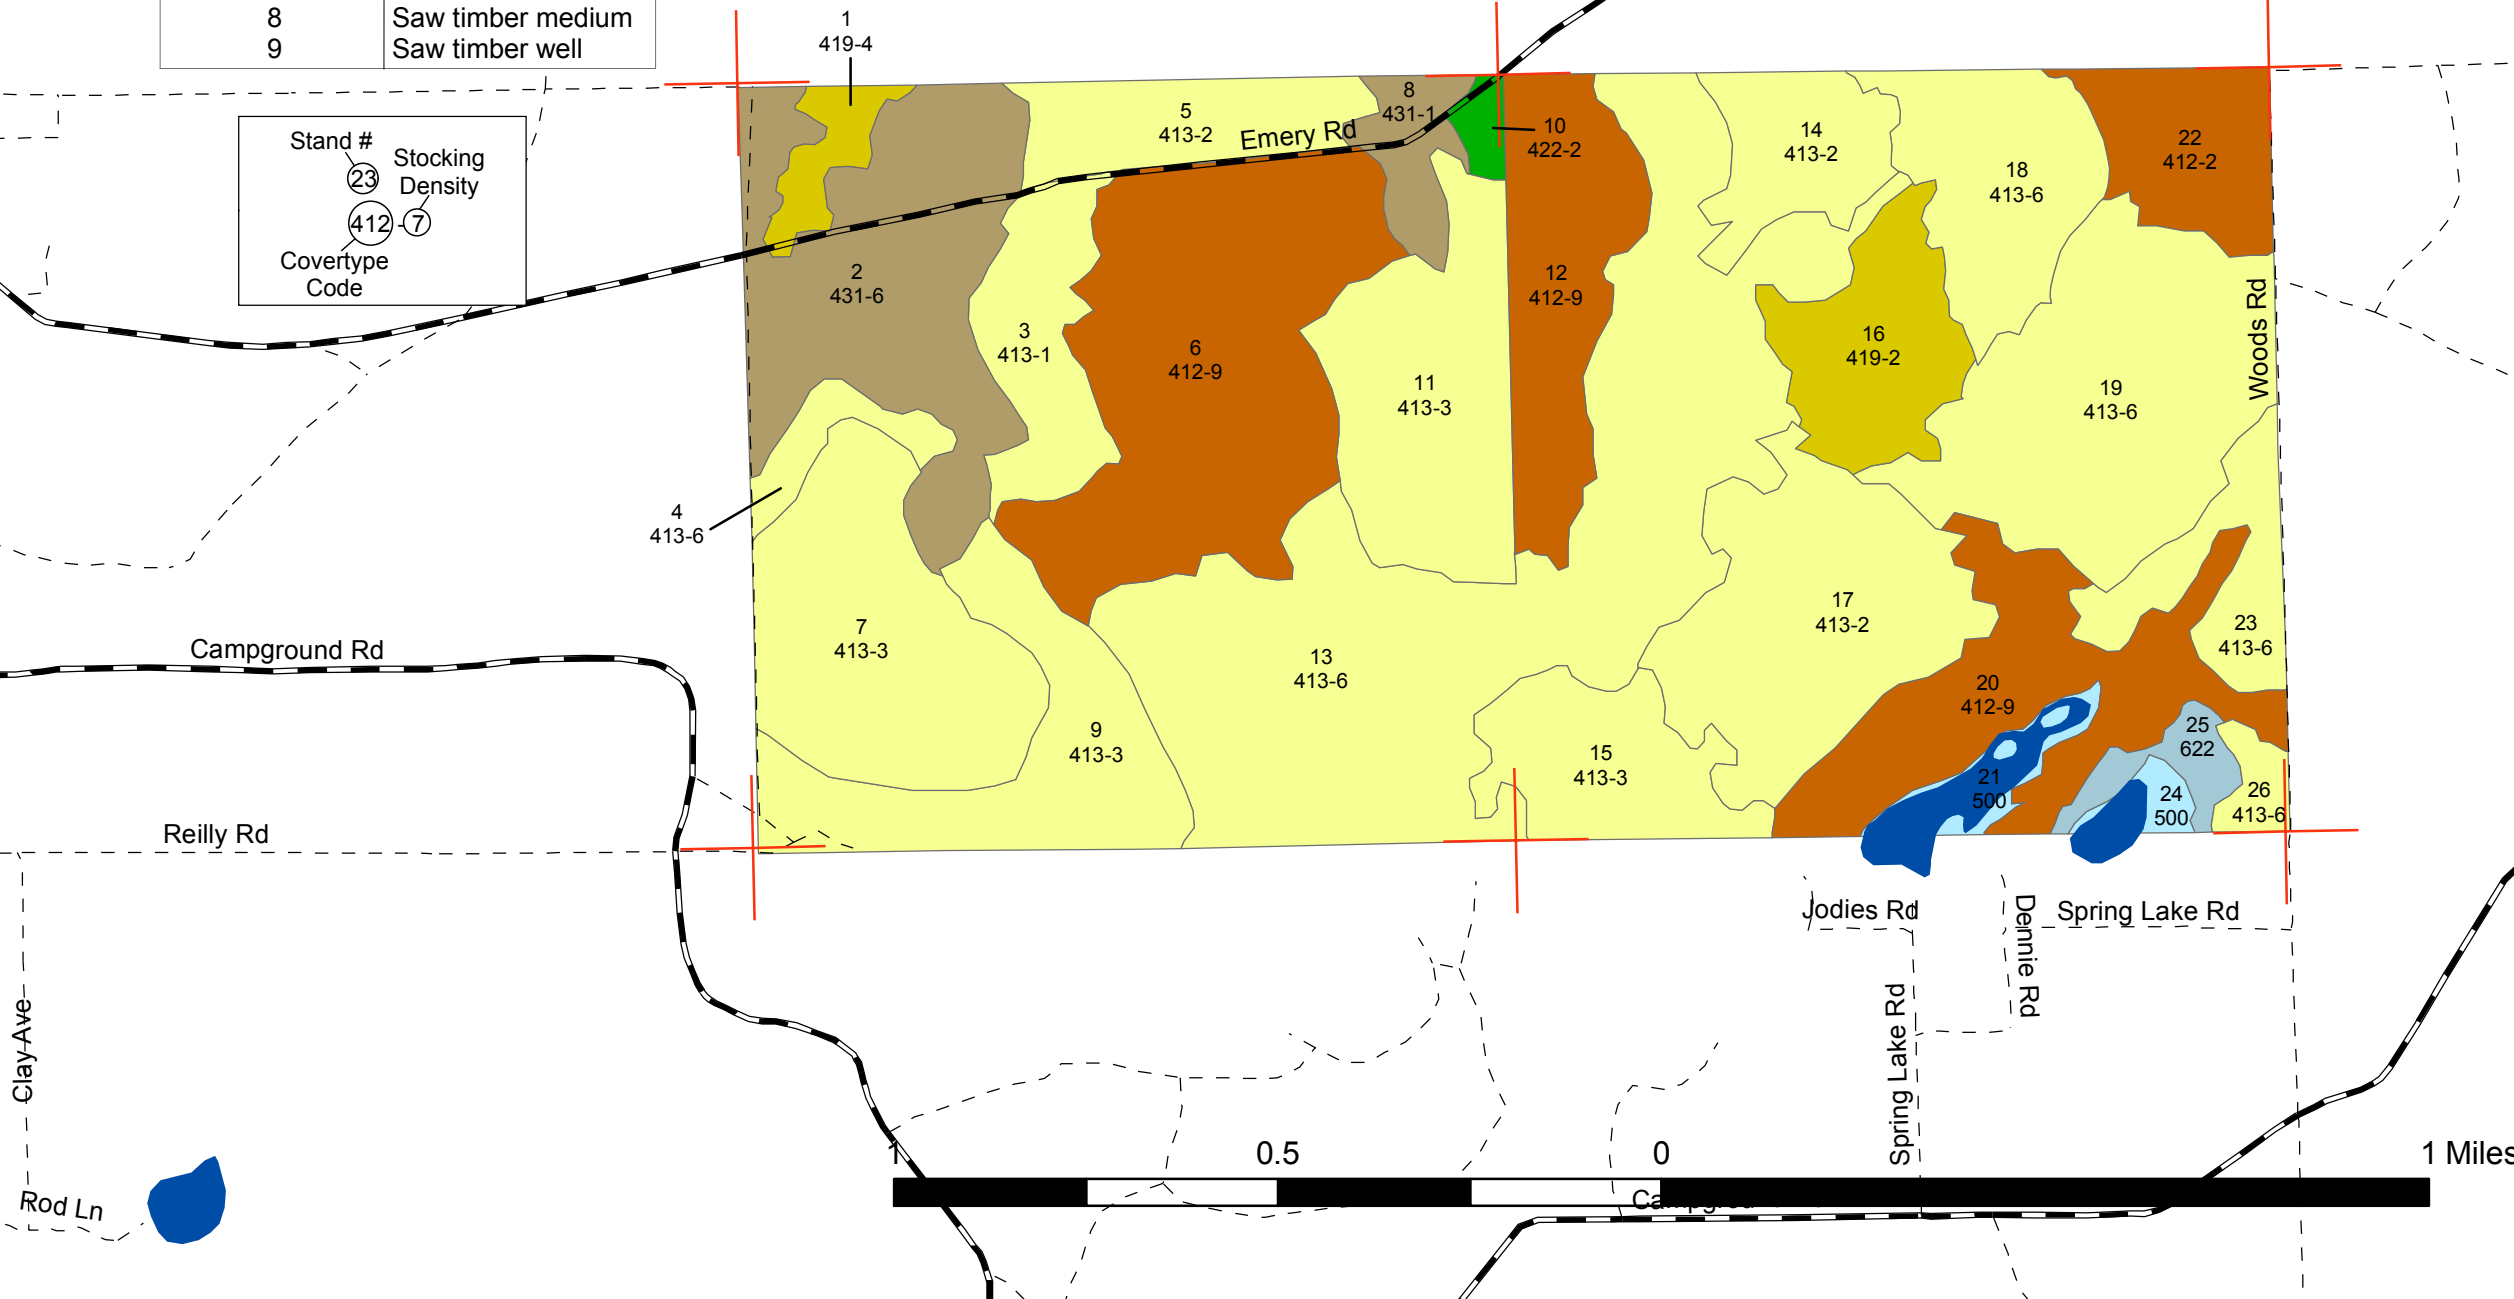 8 Saw timber medium
9 Saw timber well
1
419-4
Stand #
23
Stocking
Density
412 - 7
Covertype
Code
5
413-2
Emery Rd
8
431-1
10
422-2
14
413-2
18
413-6
22
412-2
2
431-6
3
413-1
6
412-9
11
413-3
12
412-9
16
419-2
19
413-6
Woods Rd
4
413-6
7
413-3
9
413-3
13
413-6
15
413-3
17
413-2
20
412-9
21
500
23
413-6
25
622
24
500
26
413-6
Campground Rd
Reilly Rd
Clay Ave
Rod Ln
Jodies Rd
Dennie Rd
Spring Lake Rd
Spring Lake Rd
1 0.5 0 1 Miles